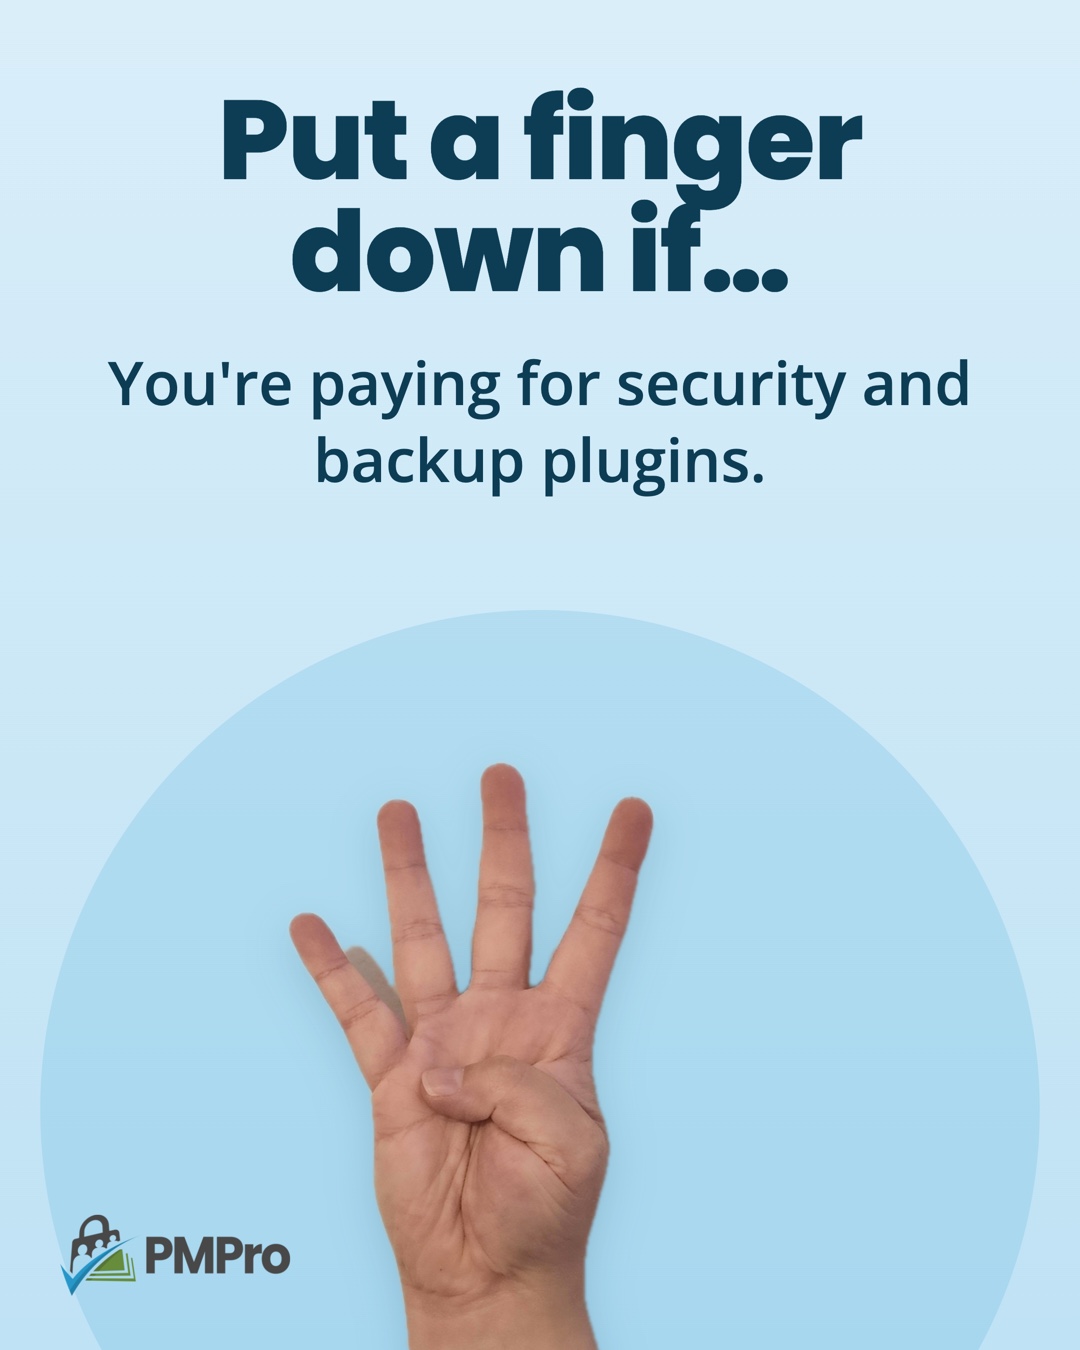 Put a finger
down if...
You're paying for security and
backup plugins.
PMPro